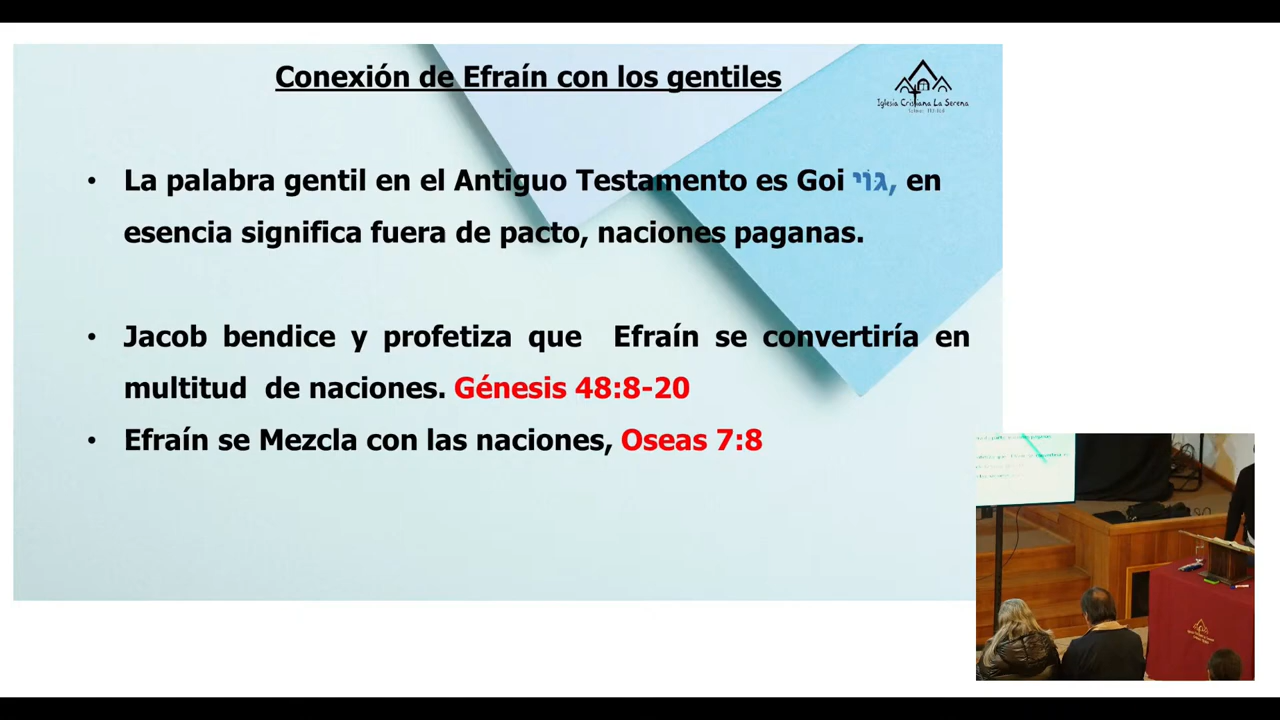 Conexión de Efraín con los gentiles
Iglesia Cristiana La Serena
• La palabra gentil en el Antiguo Testamento es Goi גּוֹי, en
esencia significa fuera de pacto, naciones paganas.
• Jacob bendice y profetiza que Efraín se convertiría en
multitud de naciones. Génesis 48:8-20
• Efraín se Mezcla con las naciones, Oseas 7:8